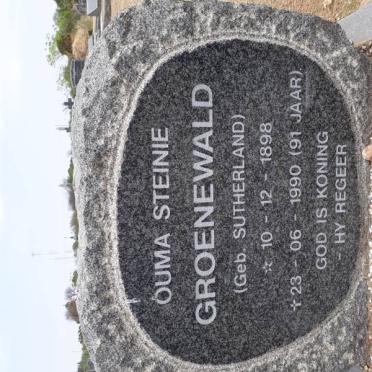 OUMA STEINIE
GROENEWALD
(Geb. SUTHERLAND)
☆ 10 - 12 - 1898
✞ 23 - 06 - 1990 (91 JAAR)
GOD IS KONING
- HY REGEER